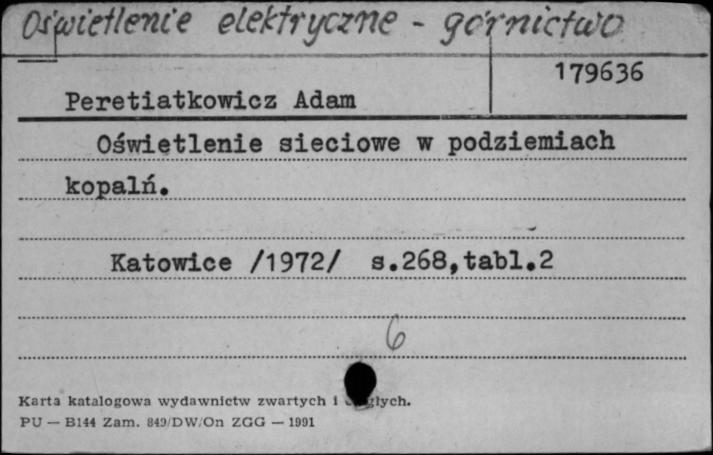 Oświetlenie elektryczne - górnictwo
179636
Peretiatkowicz Adam
Oświetlenie sieciowe w podziemiach
kopalń.
Katowice /1972/ s.268,tabl.2
6
Karta katalogowa wydawnictw zwartych i
PU — B144 Zam. 849/DW/On ZGG — 1991